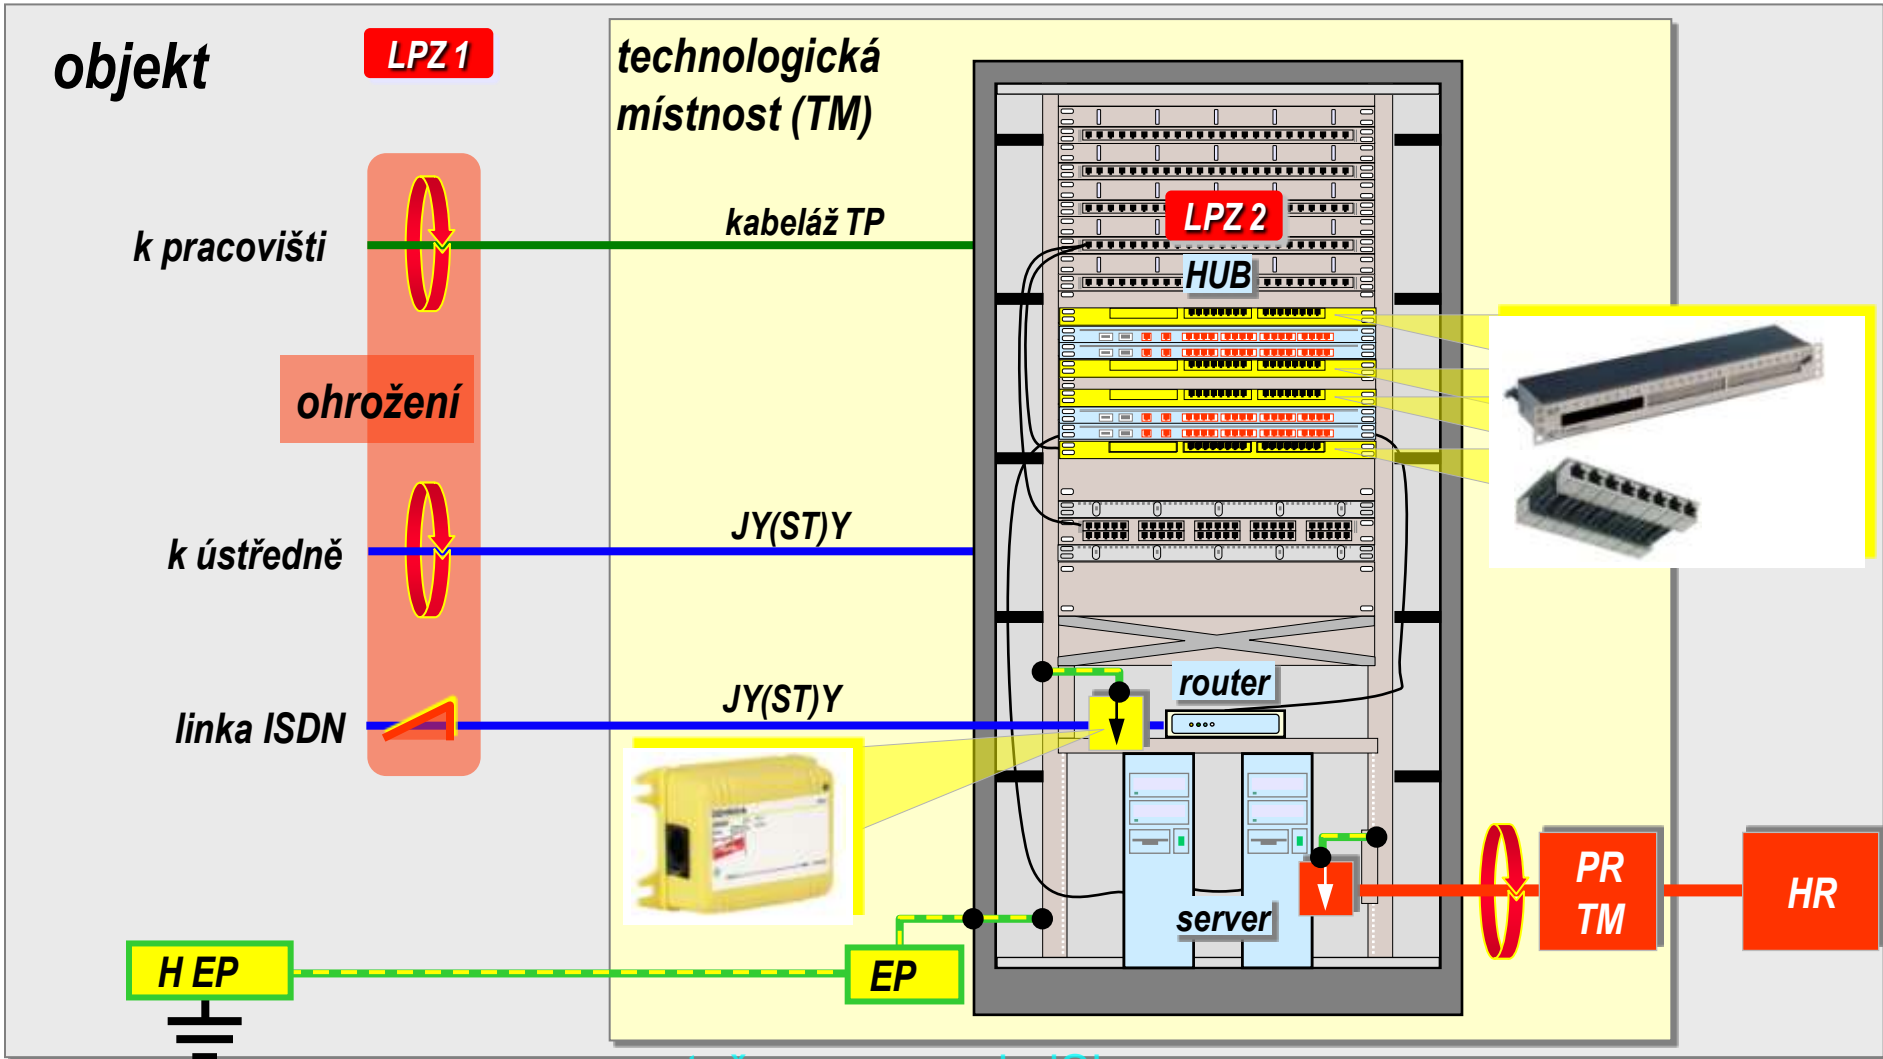 objekt
LPZ 1
technologická
místnost (TM)
k pracovišti
kabeláž TP
LPZ 2
HUB
ohrožení
k ústředně
JY(ST)Y
linka ISDN
JY(ST)Y
router
server
PR
TM
HR
H EP
EP